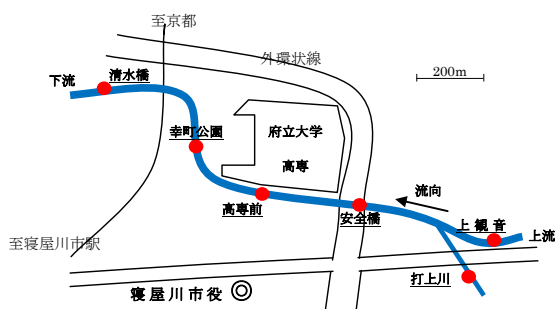 至京都
外環状線
200m
下流
清水橋
幸町公園
府立大学
高専
流向
高専前
安全橋
上観音
上流
至寝屋川市駅
打上川
寝屋川市役